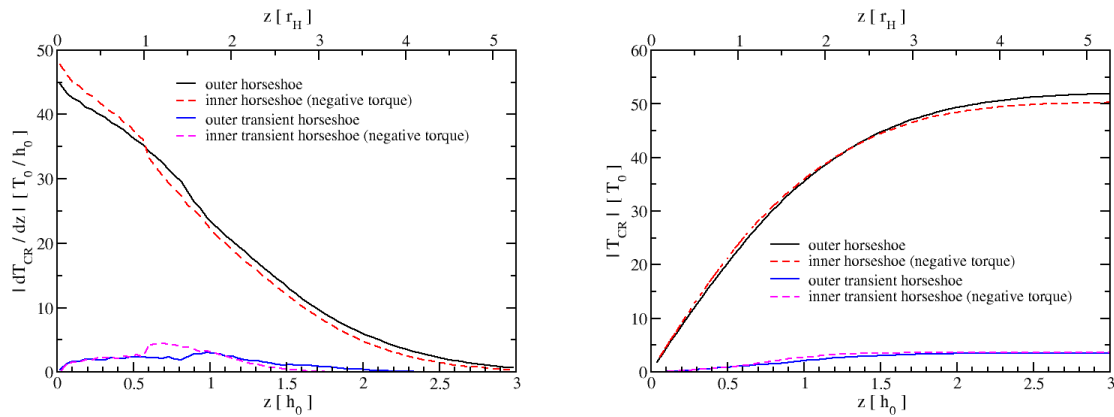 z [ r_H ]
0 1 2 3 4 5
50
40
30
20
10
0
| dT_CR / dz | [ T_0 / h_0 ]
outer horseshoe
inner horseshoe (negative torque)
outer transient horseshoe
inner transient horseshoe (negative torque)
0 0.5 1 1.5 2 2.5 3
z [ h_0 ]
z [ r_H ]
0 1 2 3 4 5
60
50
40
30
20
10
0
| T_CR | [ T_0 ]
outer horseshoe
inner horseshoe (negative torque)
outer transient horseshoe
inner transient horseshoe (negative torque)
0 0.5 1 1.5 2 2.5 3
z [ h_0 ]